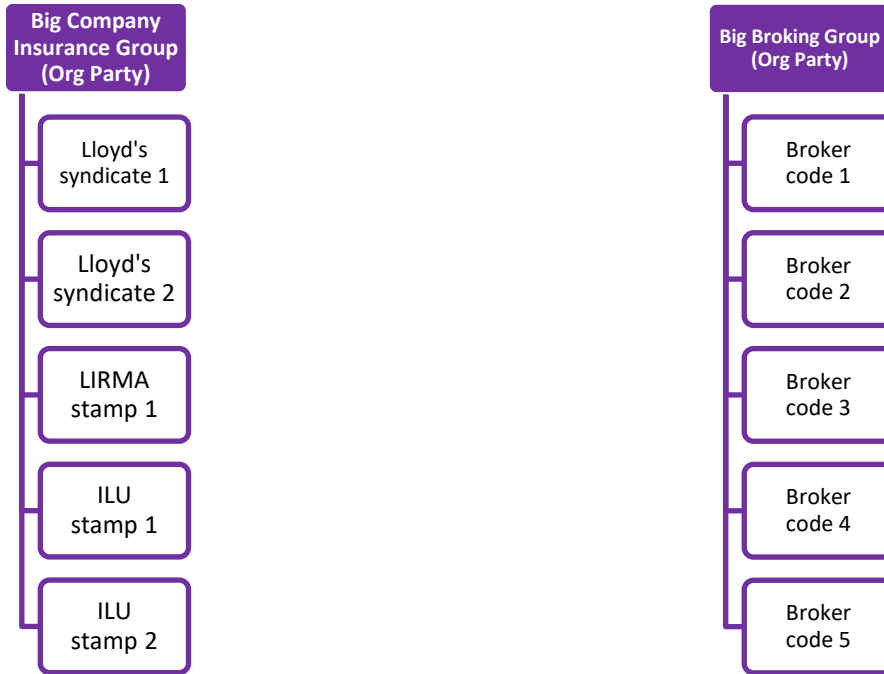 Big Company
Insurance Group
(Org Party)
Lloyd's
syndicate 1
Lloyd's
syndicate 2
LIRMA
stamp 1
ILU
stamp 1
ILU
stamp 2
Big Broking Group
(Org Party)
Broker
code 1
Broker
code 2
Broker
code 3
Broker
code 4
Broker
code 5